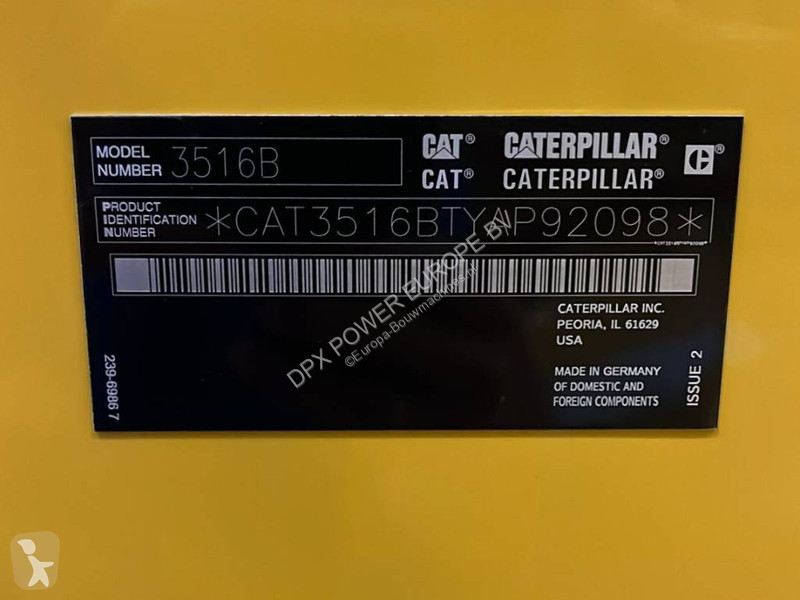 MODEL
NUMBER 3516B
CAT® CATERPILLAR®
CAT® CATERPILLAR®
PRODUCT
IDENTIFICATION
NUMBER
*CAT3516BTYAP92098*
*CAT3516BTYAP92098*
CATERPILLAR INC.
PEORIA, IL 61629
USA
MADE IN GERMANY
OF DOMESTIC AND
FOREIGN COMPONENTS
239-6986 7
ISSUE 2
DPX POWER EUROPE BV
©Europa-Bouwmachines.nl